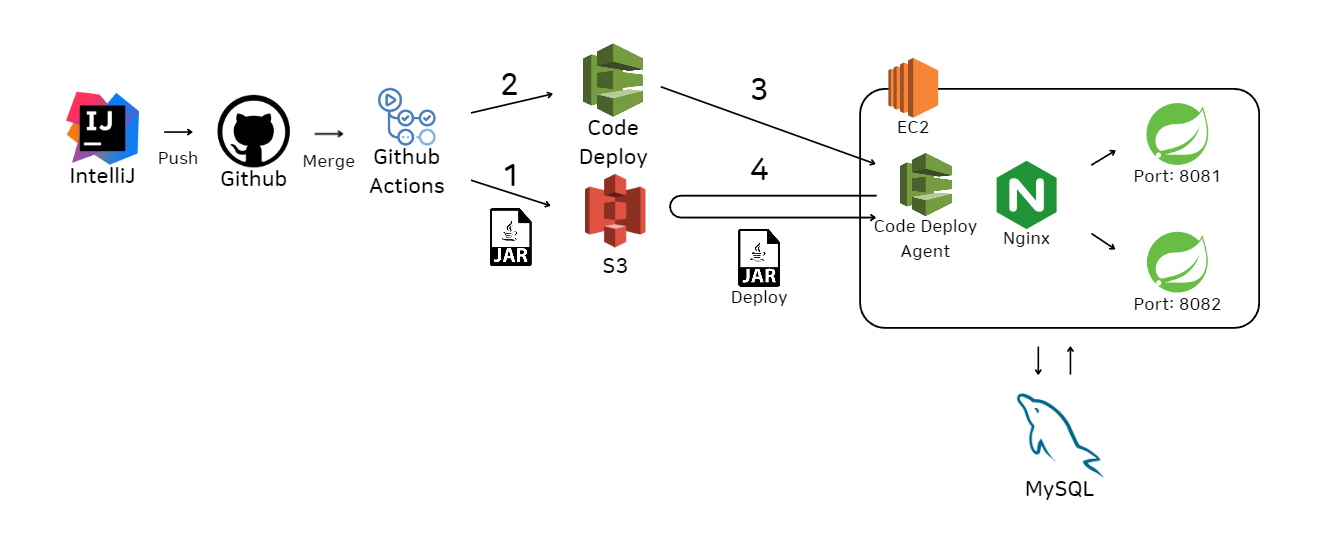 IJ
IntelliJ
Push
Github
Merge
Github
Actions
2
Code
Deploy
1
JAR
S3
3
4
JAR
Deploy
EC2
Code Deploy
Agent
N
Nginx
Port: 8081
Port: 8082
MySQL